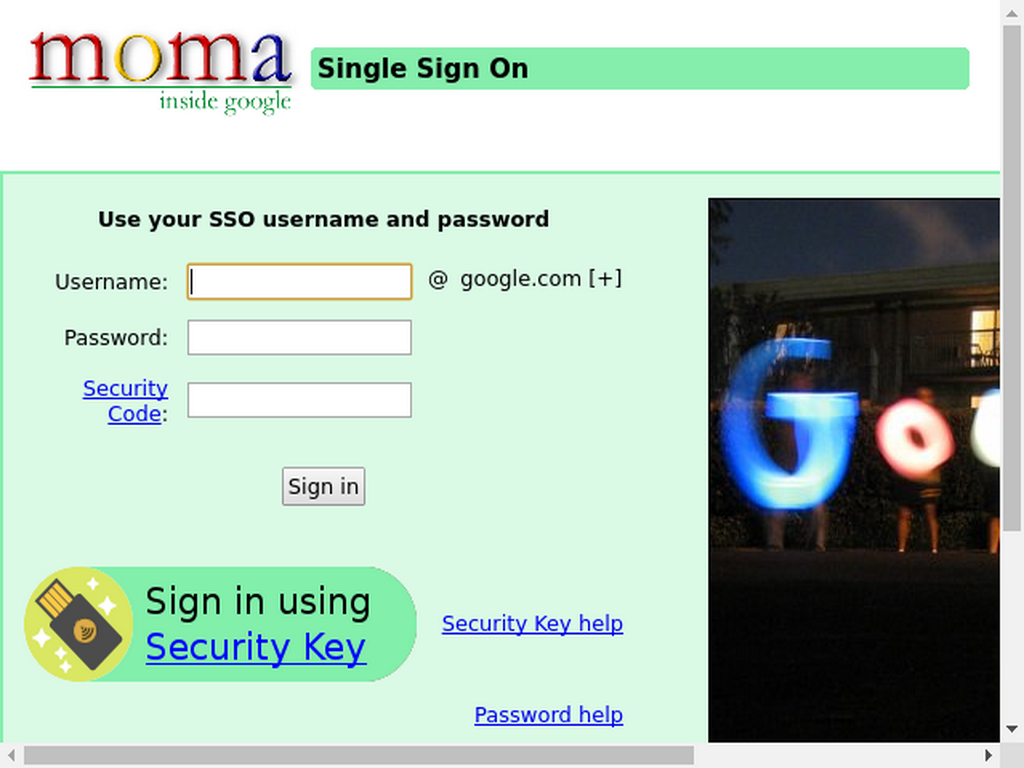 moma
inside google
Single Sign On
Use your SSO username and password
Username:
@ google.com [+]
Password:
Security
Code:
Sign in
Sign in using
Security Key
Security Key help
Password help
Goo